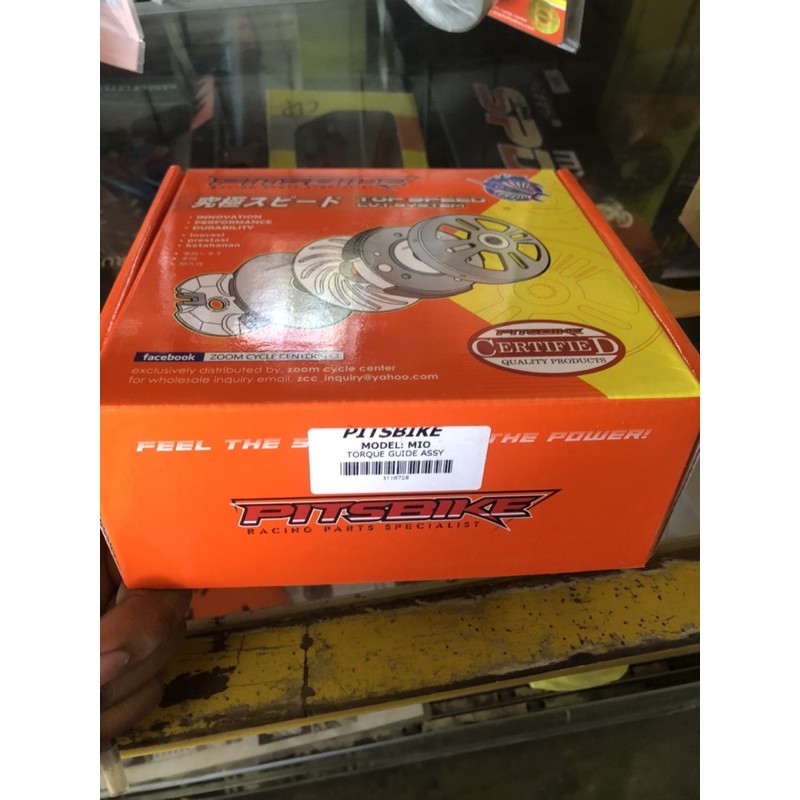 PITSBIKE
究極スピード
TOP SPEED
CVT SYSTEM
• INNOVATION
• PERFORMANCE
• DURABILITY
• inovasi
• prestasi
• ketahanan
facebook ZOOM CYCLE CENTER
exclusively distributed by, zoom cycle center
for wholesale inquiry email, zcc_inquiry@yahoo.com
PITSBIKE
CERTIFIED
QUALITY PRODUCTS
FEEL THE THE POWER!
PITSBIKE
MODEL: MIO
TORQUE GUIDE ASSY
PITSBIKE
RACING PARTS SPECIALIST